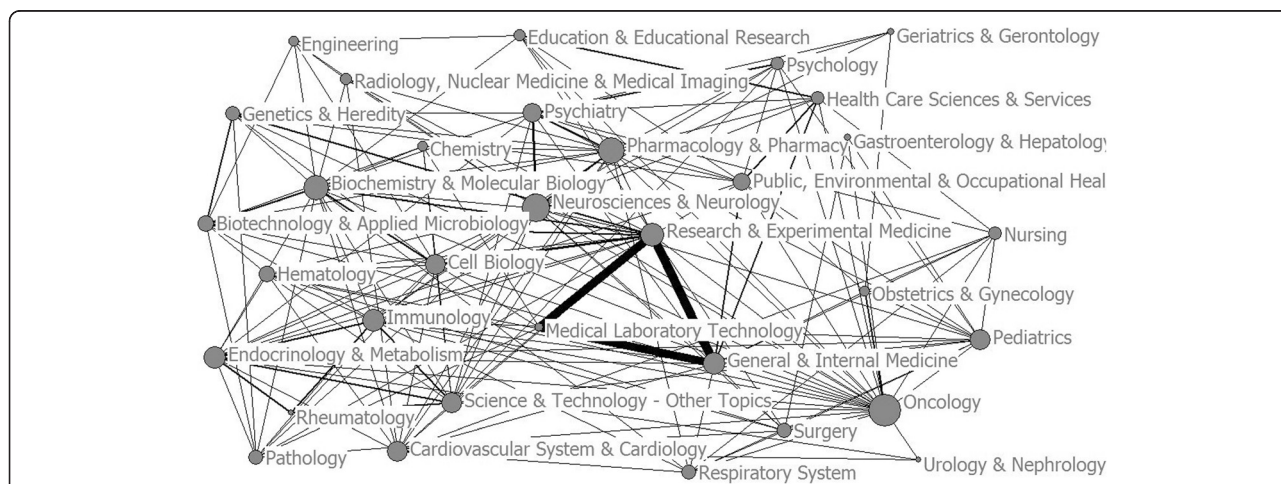 Engineering
Education & Educational Research
Geriatrics & Gerontology
Radiology, Nuclear Medicine & Medical Imaging
Psychology
Genetics & Heredity
Psychiatry
Health Care Sciences & Services
Chemistry
Pharmacology & Pharmacy
Gastroenterology & Hepatology
Biochemistry & Molecular Biology
Public, Environmental & Occupational Heal
Neurosciences & Neurology
Biotechnology & Applied Microbiology
Research & Experimental Medicine
Nursing
Hematology
Cell Biology
Obstetrics & Gynecology
Immunology
Medical Laboratory Technology
Pediatrics
Endocrinology & Metabolism
General & Internal Medicine
Rheumatology
Science & Technology - Other Topics
Oncology
Pathology
Cardiovascular System & Cardiology
Surgery
Respiratory System
Urology & Nephrology